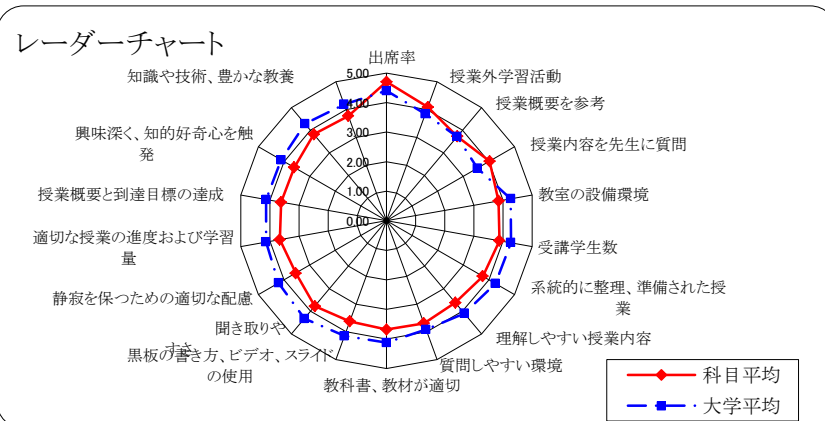 レーダーチャート
出席率
授業外学習活動
授業概要を参考
授業内容を先生に質問
教室の設備環境
受講学生数
系統的に整理、準備された授
業
理解しやすい授業内容
質問しやすい環境
教科書、教材が適切
黒板の書き方、ビデオ、スライド
の使用
聞き取りや
すさ
静寂を保つための適切な配慮
適切な授業の進度および学習
量
授業概要と到達目標の達成
興味深く、知的好奇心を触
発
知識や技術、豊かな教養
5.00
4.00
3.00
2.00
1.00
0.00
科目平均
大学平均